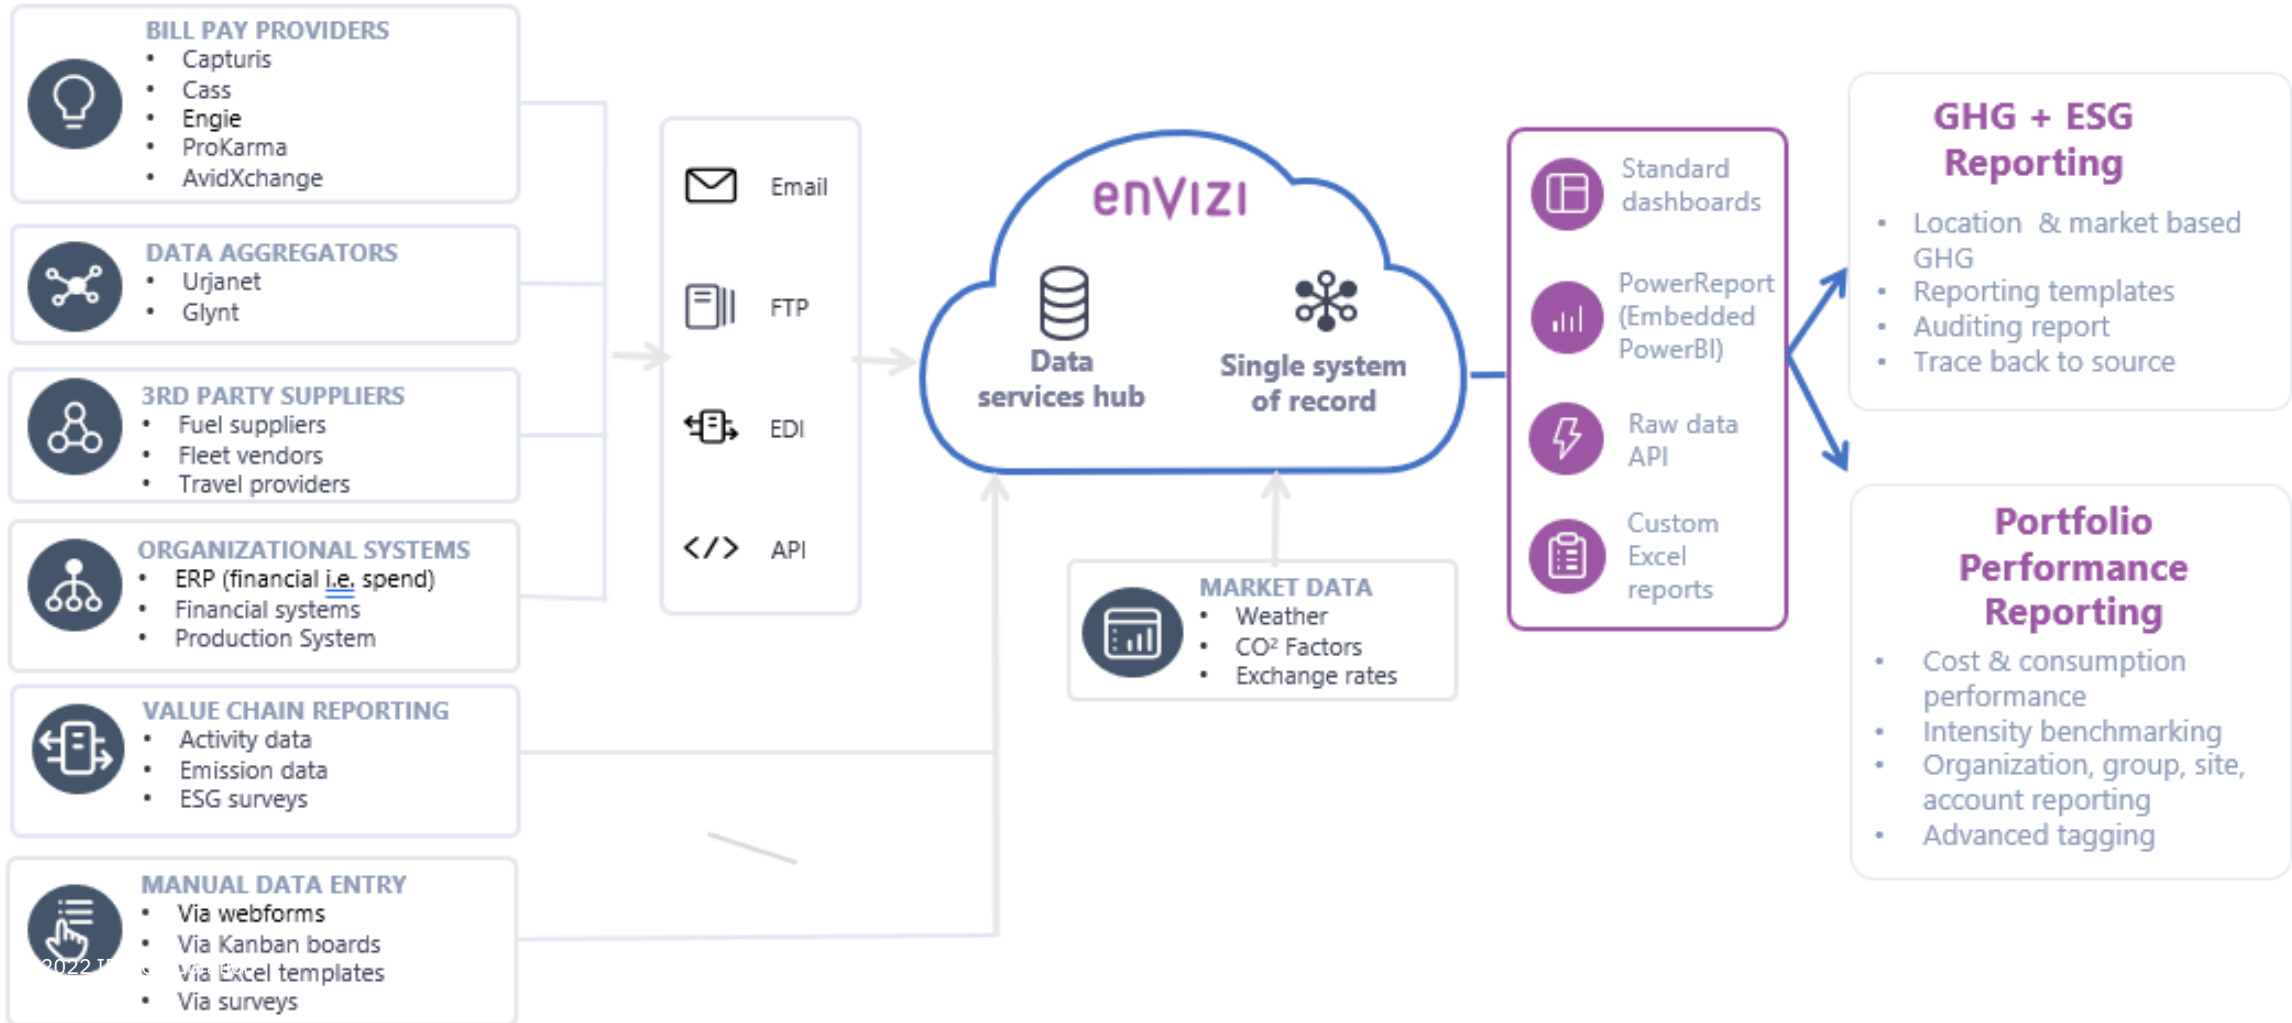 BILL PAY PROVIDERS
• Capturis
• Cass
• Engie
• ProKarma
• AvidXchange
DATA AGGREGATORS
• Urjanet
• Glynt
3RD PARTY SUPPLIERS
• Fuel suppliers
• Fleet vendors
• Travel providers
ORGANIZATIONAL SYSTEMS
• ERP (financial i.e. spend)
• Financial systems
• Production System
VALUE CHAIN REPORTING
• Activity data
• Emission data
• ESG surveys
MANUAL DATA ENTRY
• Via webforms
• Via Kanban boards
• Via Excel templates
• Via surveys
2022
Email
FTP
EDI
</> API
enVIZI
Data
services hub
Single system
of record
MARKET DATA
• Weather
• CO² Factors
• Exchange rates
Standard
dashboards
PowerReport
(Embedded
PowerBI)
Raw data
API
Custom
Excel
reports
GHG + ESG
Reporting
• Location & market based
GHG
• Reporting templates
• Auditing report
• Trace back to source
Portfolio
Performance
Reporting
• Cost & consumption
performance
• Intensity benchmarking
• Organization, group, site,
account reporting
• Advanced tagging